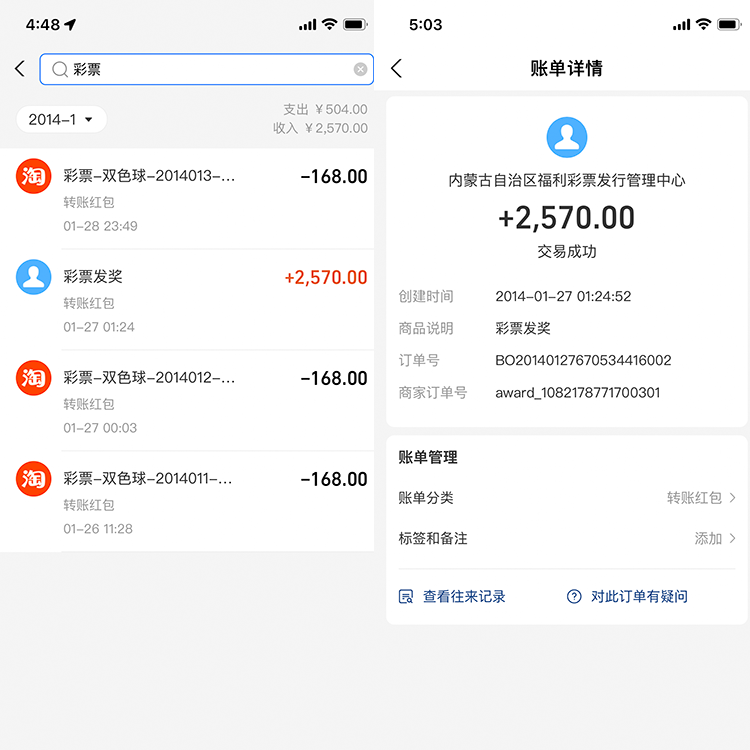 4:48
彩票
2014-1
支出 ￥504.00
收入 ￥2,570.00
淘
彩票-双色球-2014013-...
-168.00
转账红包
01-28 23:49
彩票发奖
+2,570.00
转账红包
01-27 01:24
淘
彩票-双色球-2014012-...
-168.00
转账红包
01-27 00:03
淘
彩票-双色球-2014011-...
-168.00
转账红包
01-26 11:28
5:03
账单详情
内蒙古自治区福利彩票发行管理中心
+2,570.00
交易成功
创建时间 2014-01-27 01:24:52
商品说明 彩票发奖
订单号 BO20140127670534416002
商家订单号 award_1082178771700301
账单管理
账单分类 转账红包
标签和备注 添加
查看往来记录 对此订单有疑问